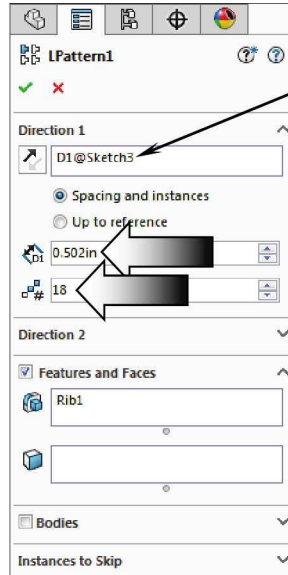 LPattern1
Direction 1
D1@Sketch3
Spacing and instances
Up to reference
D1
0.502in
#
18
Direction 2
Features and Faces
Rib1
Bodies
Instances to Skip